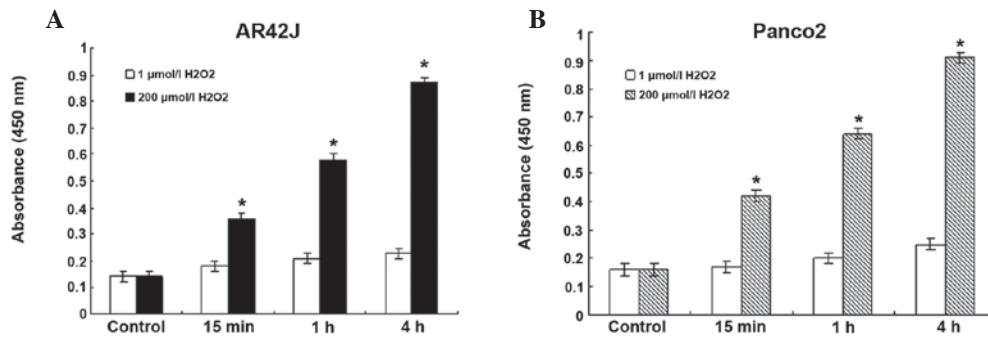 A
AR42J
Absorbance (450 nm)
1
0.9
0.8
0.7
0.6
0.5
0.4
0.3
0.2
0.1
0
1 µmol/l H2O2
200 µmol/l H2O2
*
*
*
Control 15 min 1 h 4 h
B
Panco2
Absorbance (450 nm)
1
0.9
0.8
0.7
0.6
0.5
0.4
0.3
0.2
0.1
0
1 µmol/l H2O2
200 µmol/l H2O2
*
*
*
Control 15 min 1 h 4 h